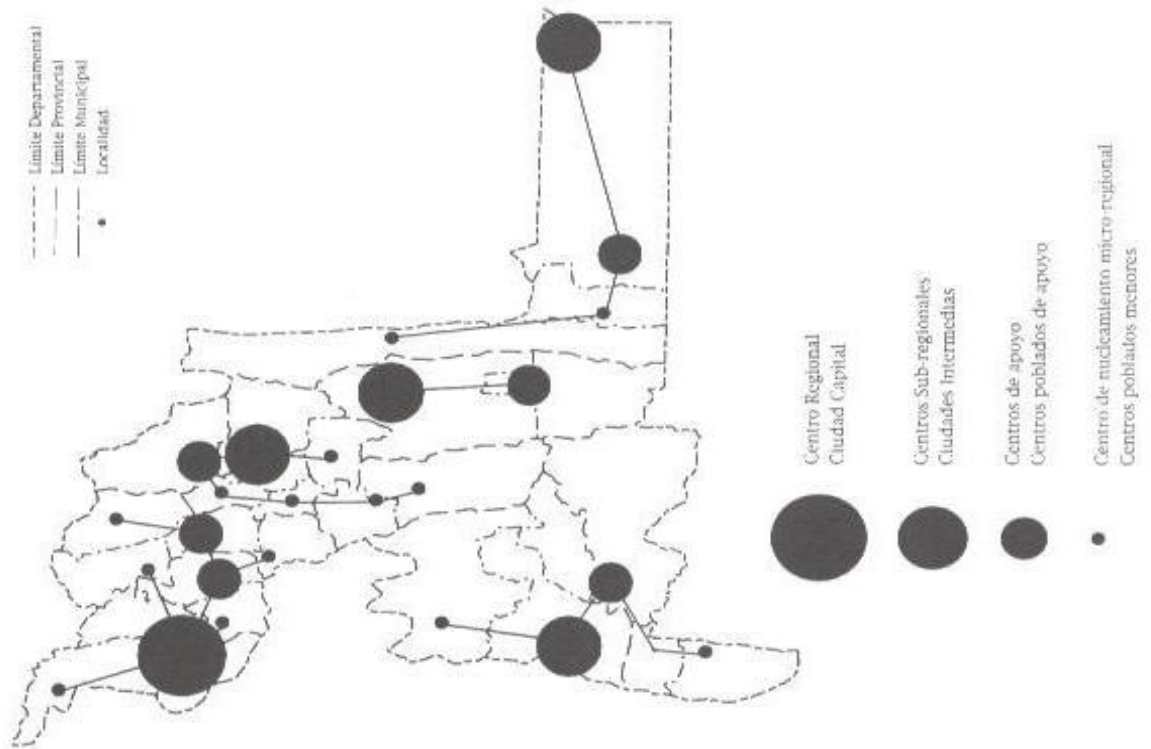 Límite Departamental
Límite Provincial
Límite Municipal
Localidad
Centro Regional
Ciudad Capital
Centros Sub-regionales
Ciudades Intermedias
Centros de apoyo
Centros poblados de apoyo
Centro de nucleamiento micro-regional
Centros poblados menores